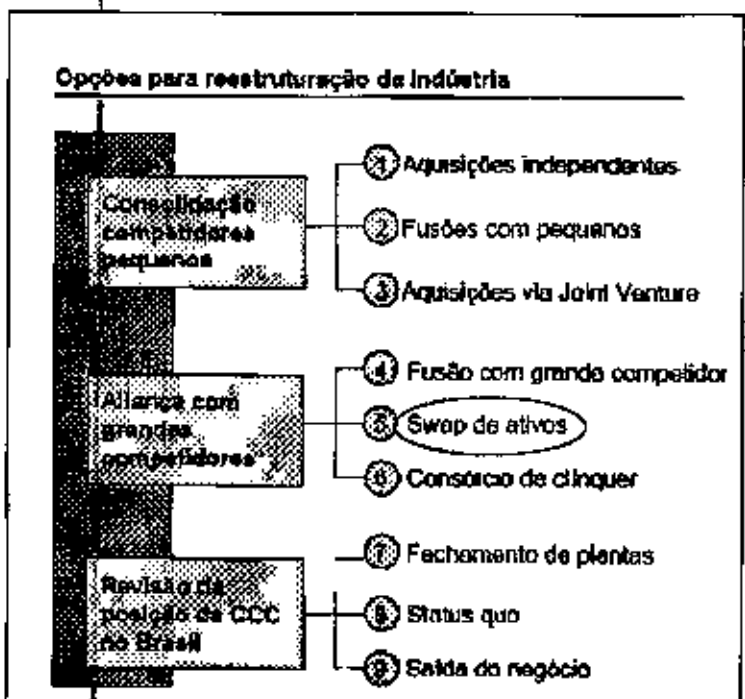 Opções para reestruturação da indústria
Consolidação
competidores
pequenos
1 Aquisições independentes
2 Fusões com pequenos
3 Aquisições via Joint Venture
Aliança com
grandes
competidores
4 Fusão com grande competidor
5 Swap de ativos
6 Consórcio de clinquer
Revisão da
posição da CCC
no Brasil
7 Fechamento de plantas
8 Status quo
9 Saída do negócio